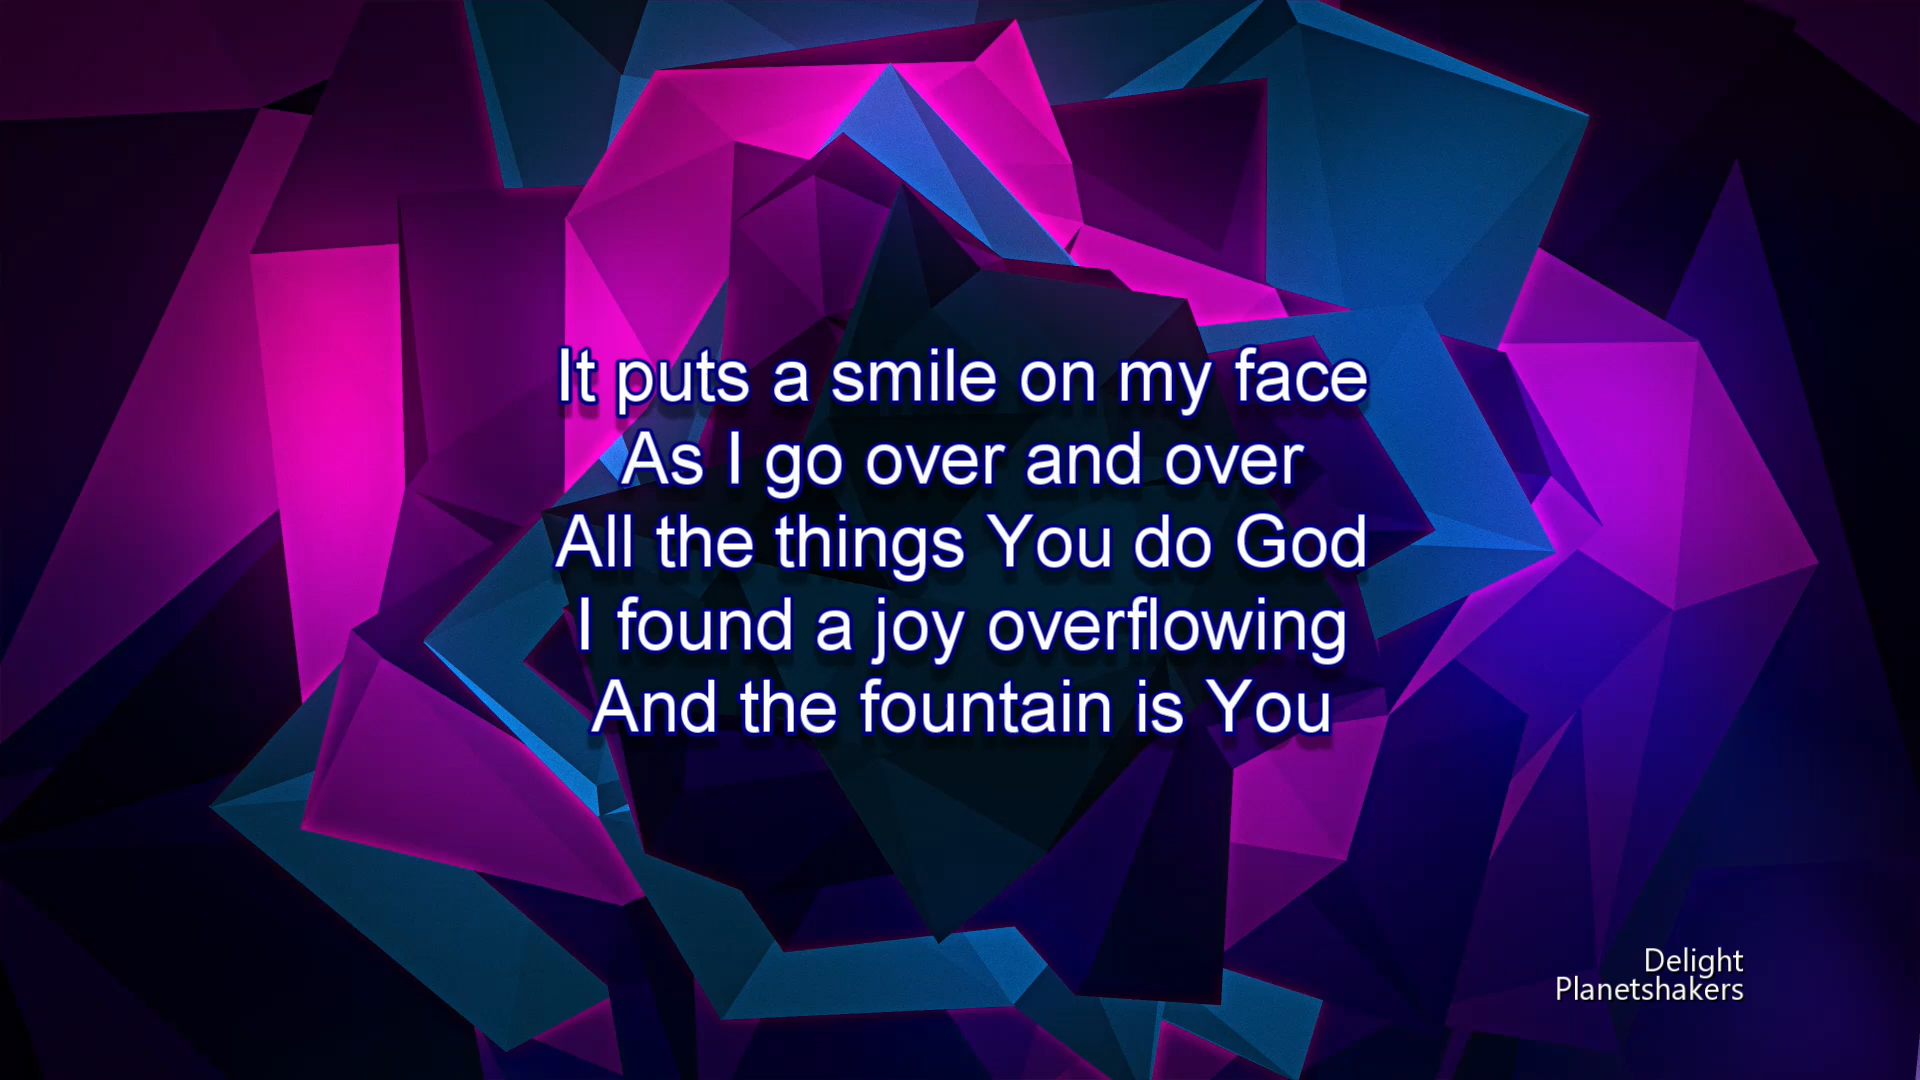 It puts a smile on my face
As I go over and over
All the things You do God
I found a joy overflowing
And the fountain is You
Delight
Planetshakers